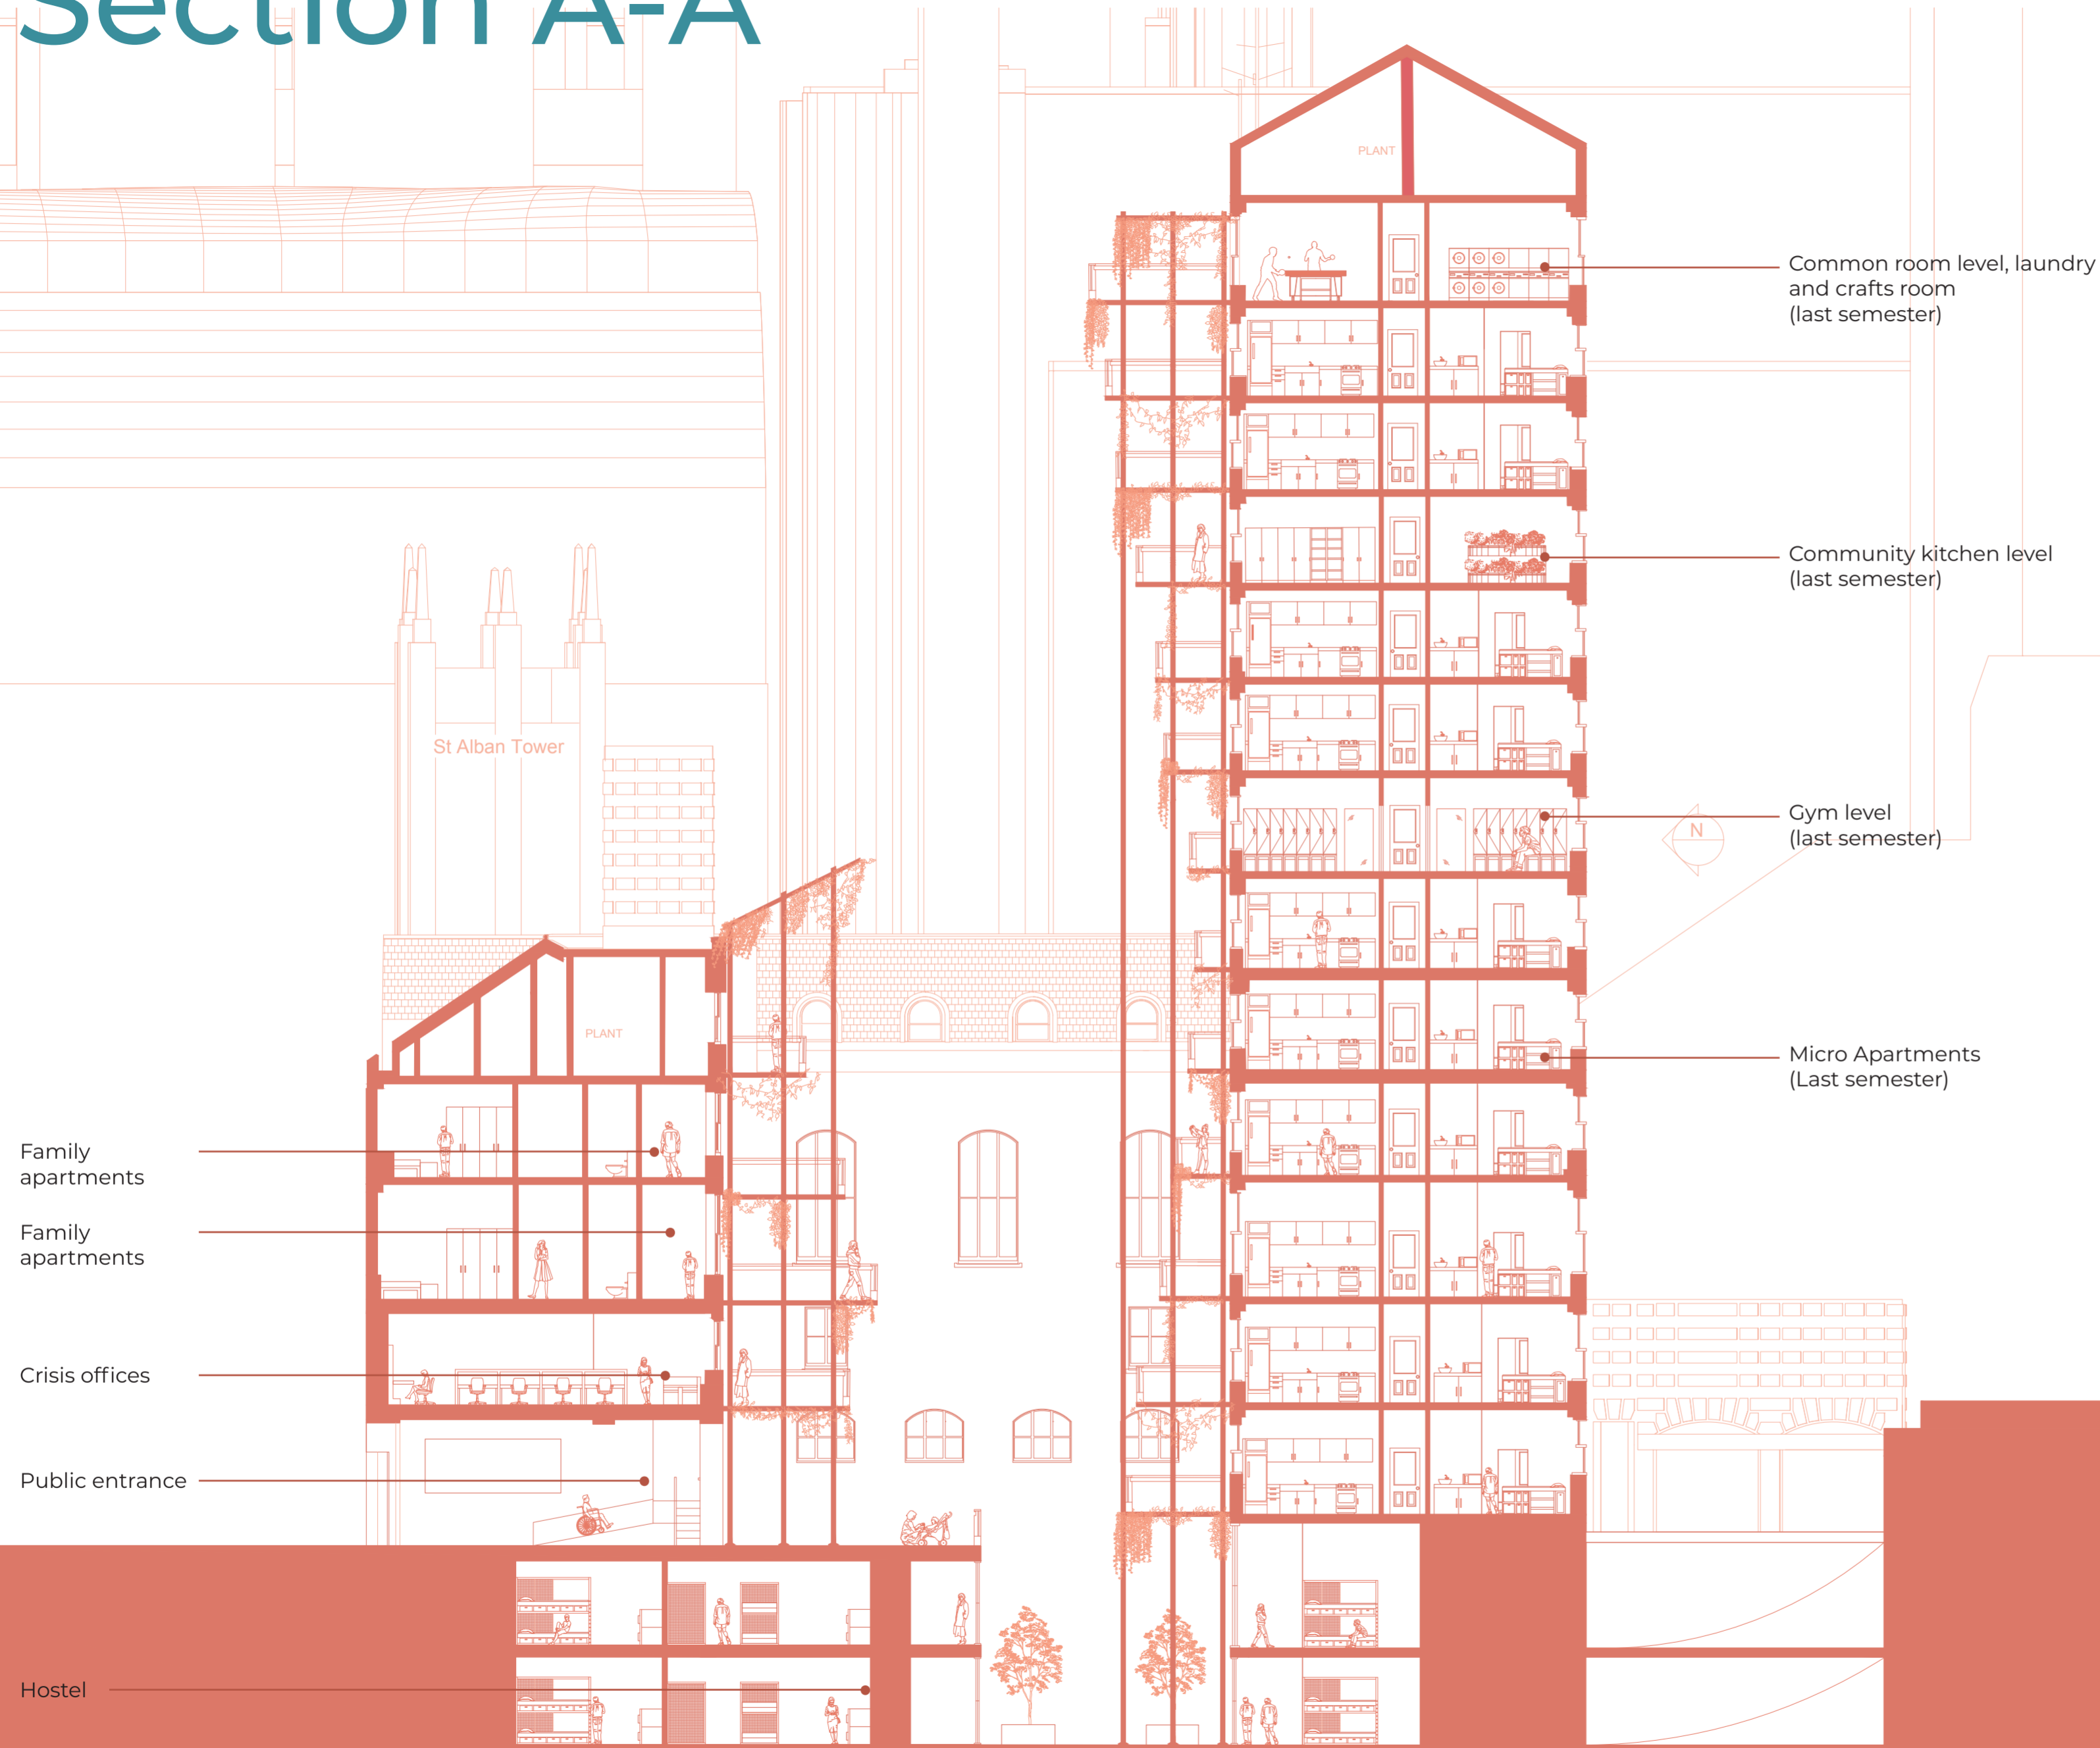 Section A-A
PLANT
Common room level, laundry
and crafts room
(last semester)
Community kitchen level
(last semester)
St Alban Tower
Gym level
(last semester)
N
PLANT
Micro Apartments
(Last semester)
Family
apartments
Family
apartments
Crisis offices
Public entrance
Hostel